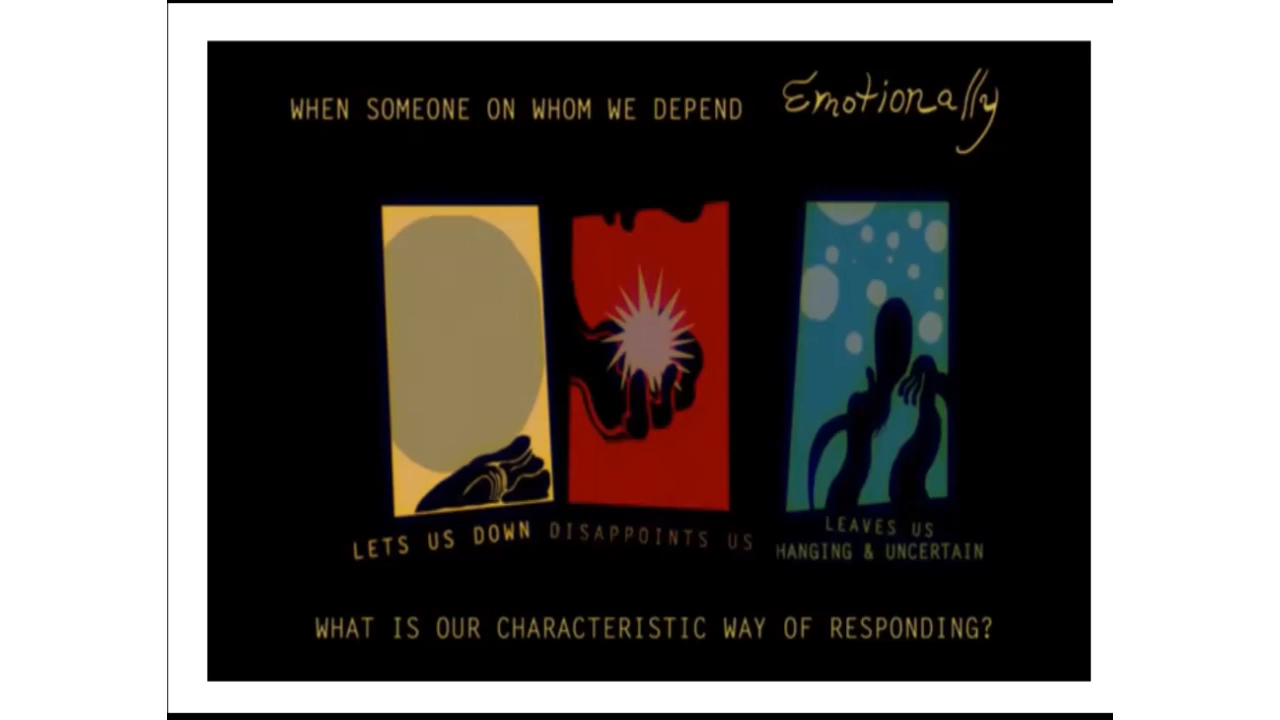 WHEN SOMEONE ON WHOM WE DEPEND Emotionally
LETS US DOWN
DISAPPOINTS US
LEAVES US
HANGING & UNCERTAIN
WHAT IS OUR CHARACTERISTIC WAY OF RESPONDING?